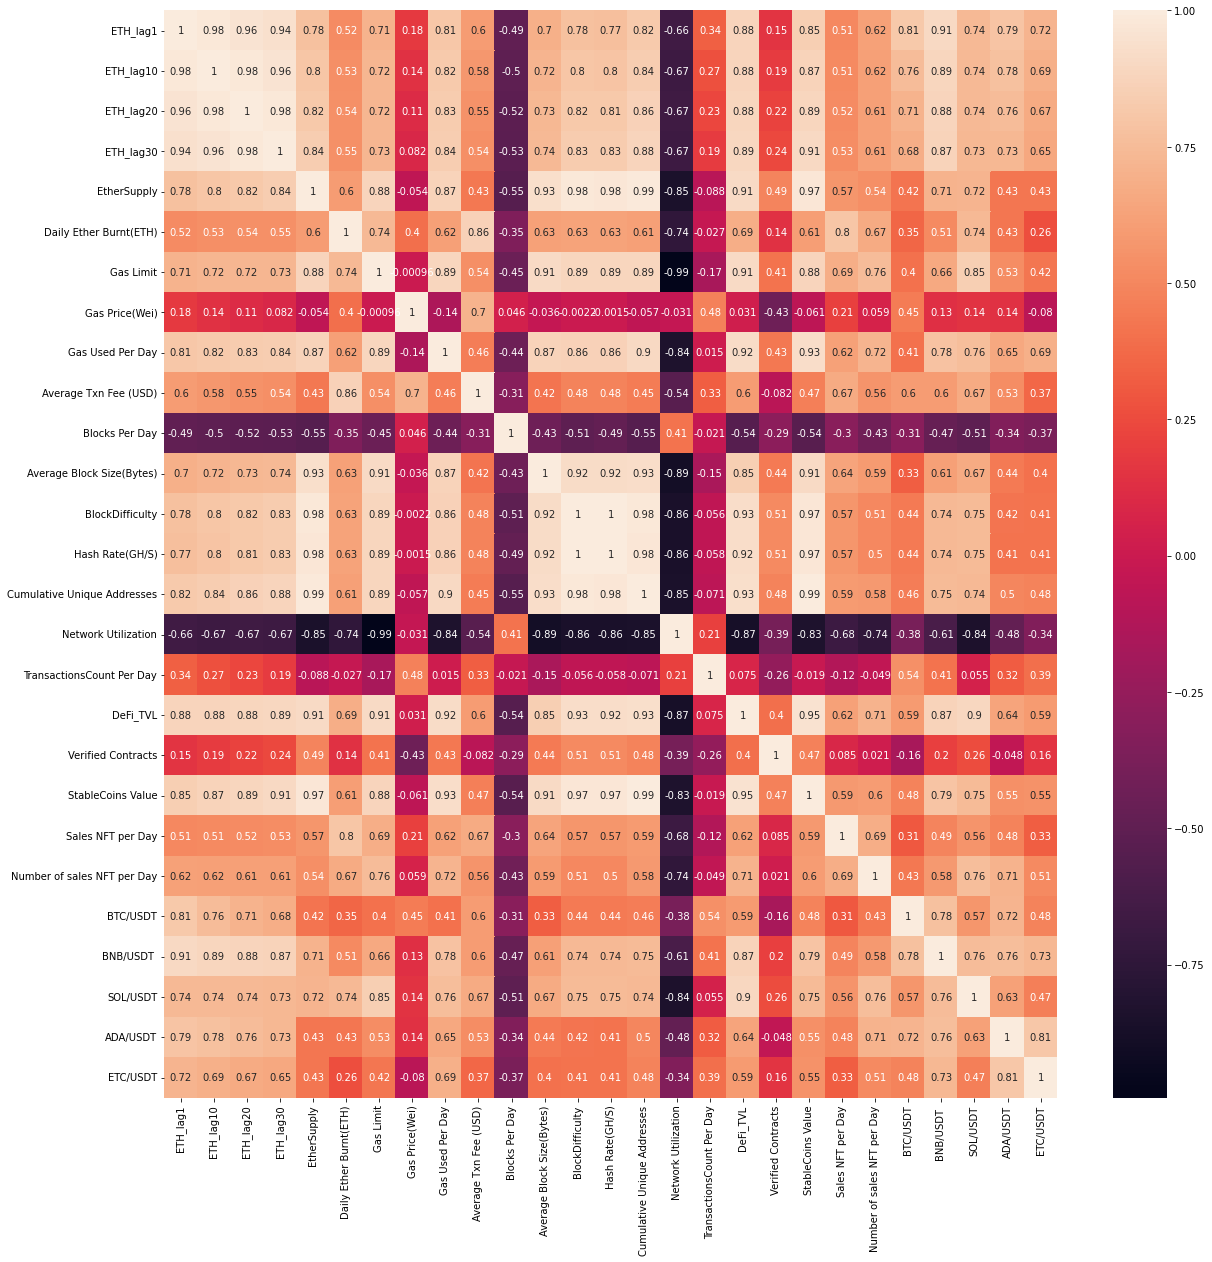 ETH_lag1 1 0.98 0.96 0.94 0.78 0.52 0.71 0.18 0.81 0.6 -0.49 0.7 0.78 0.77 0.82 -0.66 0.34 0.88 0.15 0.85 0.51 0.62 0.81 0.91 0.74 0.79 0.72
ETH_lag10 0.98 1 0.98 0.96 0.8 0.53 0.72 0.14 0.82 0.58 -0.5 0.72 0.8 0.8 0.84 -0.67 0.27 0.88 0.19 0.87 0.51 0.62 0.76 0.89 0.74 0.78 0.69
ETH_lag20 0.96 0.98 1 0.98 0.82 0.54 0.72 0.11 0.83 0.55 -0.52 0.73 0.82 0.81 0.86 -0.67 0.23 0.88 0.22 0.89 0.52 0.61 0.71 0.88 0.74 0.76 0.67
ETH_lag30 0.94 0.96 0.98 1 0.84 0.55 0.73 0.082 0.84 0.54 -0.53 0.74 0.83 0.83 0.88 -0.67 0.19 0.89 0.24 0.91 0.53 0.61 0.68 0.87 0.73 0.73 0.65
EtherSupply 0.78 0.8 0.82 0.84 1 0.6 0.88 -0.054 0.87 0.43 -0.55 0.93 0.98 0.98 0.99 -0.85 -0.088 0.91 0.49 0.97 0.57 0.54 0.42 0.71 0.72 0.43 0.43
Daily Ether Burnt(ETH) 0.52 0.53 0.54 0.55 0.6 1 0.74 0.4 0.62 0.86 -0.35 0.63 0.63 0.63 0.61 -0.74 -0.027 0.69 0.14 0.61 0.8 0.67 0.35 0.51 0.74 0.43 0.26
Gas Limit 0.71 0.72 0.72 0.73 0.88 0.74 1 0.89 0.54 -0.45 0.91 0.89 0.89 0.89 -0.99 -0.17 0.91 0.41 0.88 0.69 0.76 0.4 0.66 0.85 0.53 0.42
Gas Price(Wei) 0.18 0.14 0.11 0.082 -0.054 0.4 1 -0.14 0.7 0.046 -0.036 -0.0022 0.0015 -0.057 -0.031 0.48 0.031 -0.43 -0.061 0.21 0.059 0.45 0.13 0.14 0.14 -0.08
Gas Used Per Day 0.81 0.82 0.83 0.84 0.87 0.62 0.89 -0.14 1 0.46 -0.44 0.87 0.86 0.86 0.9 -0.84 0.015 0.92 0.43 0.93 0.62 0.72 0.41 0.78 0.76 0.65 0.69
Average Txn Fee (USD) 0.6 0.58 0.55 0.54 0.43 0.86 0.54 0.7 0.46 1 -0.31 0.42 0.48 0.48 0.45 -0.54 0.33 0.6 -0.082 0.47 0.67 0.56 0.6 0.6 0.67 0.53 0.37
Blocks Per Day -0.49 -0.5 -0.52 -0.53 -0.55 -0.35 -0.45 0.046 -0.44 -0.31 1 -0.43 -0.51 -0.49 -0.55 0.41 -0.021 -0.54 -0.29 -0.54 -0.3 -0.43 -0.31 -0.47 -0.51 -0.34 -0.37
Average Block Size(Bytes) 0.7 0.72 0.73 0.74 0.93 0.63 0.91 -0.036 0.87 0.42 -0.43 1 0.92 0.92 0.93 -0.89 -0.15 0.85 0.44 0.91 0.64 0.59 0.33 0.61 0.67 0.44 0.4
BlockDifficulty 0.78 0.8 0.82 0.83 0.98 0.63 0.89 -0.0022 0.86 0.48 -0.51 0.92 1 1 0.98 -0.86 -0.056 0.93 0.51 0.97 0.57 0.51 0.44 0.74 0.75 0.42 0.41
Hash Rate(GH/S) 0.77 0.8 0.81 0.83 0.98 0.63 0.89 -0.0015 0.86 0.48 -0.49 0.92 1 1 0.98 -0.86 -0.058 0.92 0.51 0.97 0.57 0.5 0.44 0.74 0.75 0.41 0.41
Cumulative Unique Addresses 0.82 0.84 0.86 0.88 0.99 0.61 0.89 -0.057 0.9 0.45 -0.55 0.93 0.98 0.98 1 -0.85 -0.071 0.93 0.48 0.99 0.59 0.58 0.46 0.75 0.74 0.5 0.48
Network Utilization -0.66 -0.67 -0.67 -0.67 -0.85 -0.74 -0.99 -0.031 -0.84 -0.54 0.41 -0.89 -0.86 -0.86 -0.85 1 0.21 -0.87 -0.39 -0.83 -0.68 -0.74 -0.38 -0.61 -0.84 -0.48 -0.34
TransactionsCount Per Day 0.34 0.27 0.23 0.19 -0.088 -0.027 -0.17 0.48 0.015 0.33 -0.021 -0.15 -0.056 -0.058 -0.071 0.21 1 0.075 -0.26 -0.019 -0.12 -0.049 0.54 0.41 0.055 0.32 0.39
DeFi_TVL 0.88 0.88 0.88 0.89 0.91 0.69 0.91 0.031 0.92 0.6 -0.54 0.85 0.93 0.92 0.93 -0.87 0.075 1 0.4 0.95 0.62 0.71 0.59 0.87 0.9 0.64 0.59
Verified Contracts 0.15 0.19 0.22 0.24 0.49 0.14 0.41 -0.43 0.43 -0.082 -0.29 0.44 0.51 0.51 0.48 -0.39 -0.26 0.4 1 0.47 0.085 0.021 -0.16 0.2 0.26 -0.048 0.16
StableCoins Value 0.85 0.87 0.89 0.91 0.97 0.61 0.88 -0.061 0.93 0.47 -0.54 0.91 0.97 0.97 0.99 -0.83 -0.019 0.95 0.47 1 0.59 0.6 0.48 0.79 0.75 0.55 0.55
Sales NFT per Day 0.51 0.51 0.52 0.53 0.57 0.8 0.69 0.21 0.62 0.67 -0.3 0.64 0.57 0.57 0.59 -0.68 -0.12 0.62 0.085 0.59 1 0.69 0.31 0.49 0.56 0.48 0.33
Number of sales NFT per Day 0.62 0.62 0.61 0.61 0.54 0.67 0.76 0.059 0.72 0.56 -0.43 0.59 0.51 0.5 0.58 -0.74 -0.049 0.71 0.021 0.6 0.69 1 0.43 0.58 0.76 0.71 0.51
BTC/USDT 0.81 0.76 0.71 0.68 0.42 0.35 0.4 0.45 0.41 0.6 -0.31 0.33 0.44 0.44 0.46 -0.38 0.54 0.59 -0.16 0.48 0.31 0.43 1 0.78 0.57 0.72 0.48
BNB/USDT 0.91 0.89 0.88 0.87 0.71 0.51 0.66 0.13 0.78 0.6 -0.47 0.61 0.74 0.74 0.75 -0.61 0.41 0.87 0.2 0.79 0.49 0.58 0.78 1 0.76 0.76 0.73
SOL/USDT 0.74 0.74 0.74 0.73 0.72 0.74 0.85 0.14 0.76 0.67 -0.51 0.67 0.75 0.75 0.74 -0.84 0.055 0.9 0.26 0.75 0.56 0.76 0.57 0.76 1 0.63 0.47
ADA/USDT 0.79 0.78 0.76 0.73 0.43 0.43 0.53 0.14 0.65 0.53 -0.34 0.44 0.42 0.41 0.5 -0.48 0.32 0.64 -0.048 0.55 0.48 0.71 0.72 0.76 0.63 1 0.81
ETC/USDT 0.72 0.69 0.67 0.65 0.43 0.26 0.42 -0.08 0.69 0.37 -0.37 0.4 0.41 0.41 0.48 -0.34 0.39 0.59 0.16 0.55 0.33 0.51 0.48 0.73 0.47 0.81 1
ETH_lag1
ETH_lag10
ETH_lag20
ETH_lag30
EtherSupply
Daily Ether Burnt(ETH)
Gas Limit
Gas Price(Wei)
Gas Used Per Day
Average Txn Fee (USD)
Blocks Per Day
Average Block Size(Bytes)
BlockDifficulty
Hash Rate(GH/S)
Cumulative Unique Addresses
Network Utilization
TransactionsCount Per Day
DeFi_TVL
Verified Contracts
StableCoins Value
Sales NFT per Day
Number of sales NFT per Day
BTC/USDT
BNB/USDT
SOL/USDT
ADA/USDT
ETC/USDT
1.00
0.75
0.50
0.25
0.00
−0.25
−0.50
−0.75